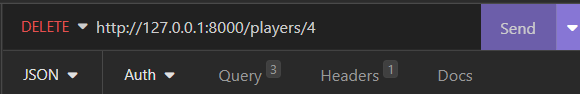 DELETE http://127.0.0.1:8000/players/4 Send
JSON Auth Query 3 Headers 1 Docs